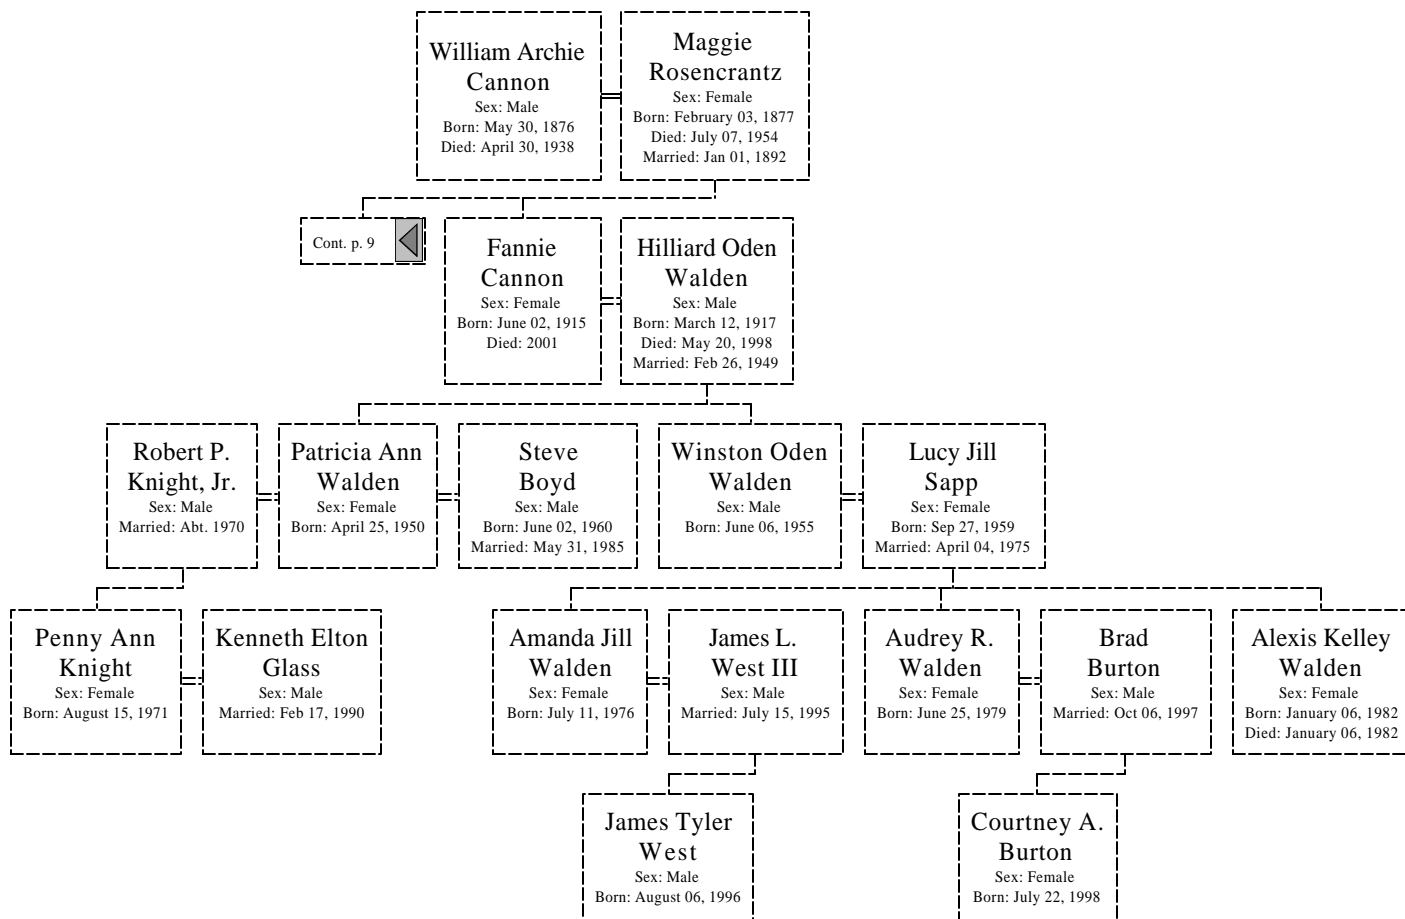 William Archie
Cannon
Sex: Male
Born: May 30, 1876
Died: April 30, 1938
Maggie
Rosencrantz
Sex: Female
Born: February 03, 1877
Died: July 07, 1954
Married: Jan 01, 1892
Cont. p. 9
Fannie
Cannon
Sex: Female
Born: June 02, 1915
Died: 2001
Hilliard Oden
Walden
Sex: Male
Born: March 12, 1917
Died: May 20, 1998
Married: Feb 26, 1949
Robert P.
Knight, Jr.
Sex: Male
Married: Abt. 1970
Patricia Ann
Walden
Sex: Female
Born: April 25, 1950
Steve
Boyd
Sex: Male
Born: June 02, 1960
Married: May 31, 1985
Winston Oden
Walden
Sex: Male
Born: June 06, 1955
Lucy Jill
Sapp
Sex: Female
Born: Sep 27, 1959
Married: April 04, 1975
Penny Ann
Knight
Sex: Female
Born: August 15, 1971
Kenneth Elton
Glass
Sex: Male
Married: Feb 17, 1990
Amanda Jill
Walden
Sex: Female
Born: July 11, 1976
James L.
West III
Sex: Male
Married: July 15, 1995
Audrey R.
Walden
Sex: Female
Born: June 25, 1979
Brad
Burton
Sex: Male
Married: Oct 06, 1997
Alexis Kelley
Walden
Sex: Female
Born: January 06, 1982
Died: January 06, 1982
James Tyler
West
Sex: Male
Born: August 06, 1996
Courtney A.
Burton
Sex: Female
Born: July 22, 1998